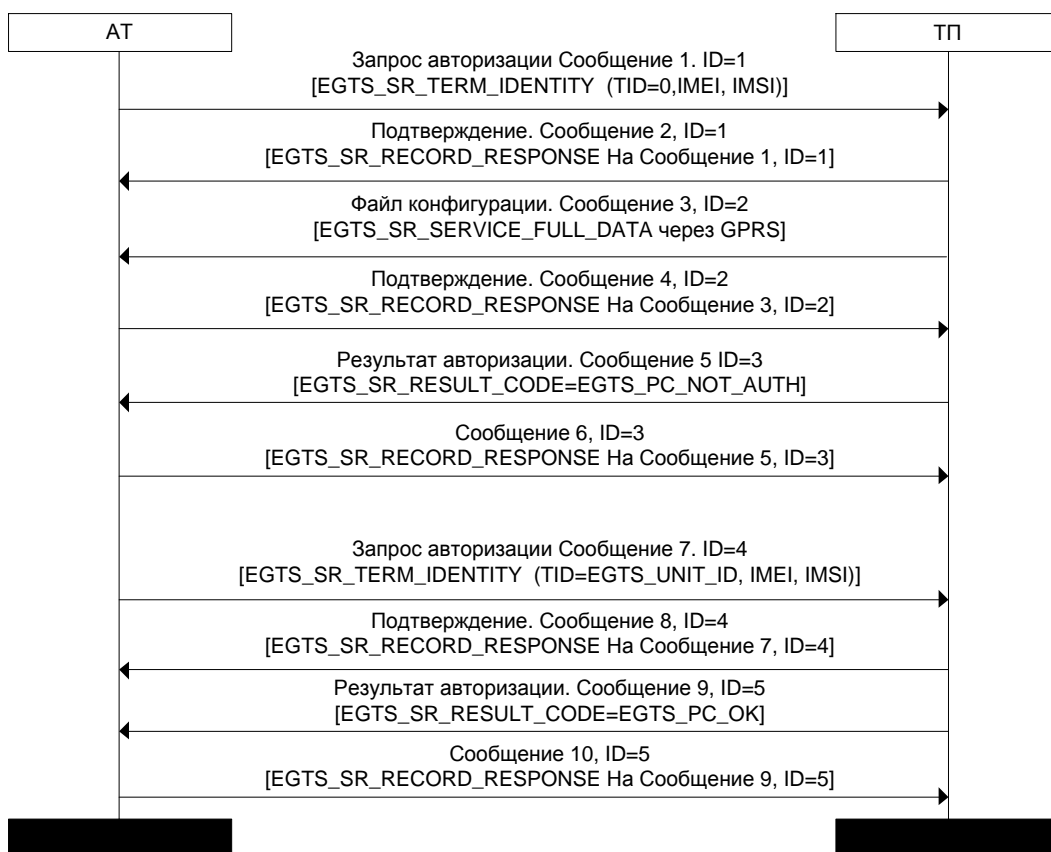 АТ
ТП
Запрос авторизации Сообщение 1. ID=1
[EGTS_SR_TERM_IDENTITY (TID=0,IMEI, IMSI)]
Подтверждение. Сообщение 2, ID=1
[EGTS_SR_RECORD_RESPONSE На Сообщение 1, ID=1]
Файл конфигурации. Сообщение 3, ID=2
[EGTS_SR_SERVICE_FULL_DATA через GPRS]
Подтверждение. Сообщение 4, ID=2
[EGTS_SR_RECORD_RESPONSE На Сообщение 3, ID=2]
Результат авторизации. Сообщение 5 ID=3
[EGTS_SR_RESULT_CODE=EGTS_PC_NOT_AUTH]
Сообщение 6, ID=3
[EGTS_SR_RECORD_RESPONSE На Сообщение 5, ID=3]
Запрос авторизации Сообщение 7. ID=4
[EGTS_SR_TERM_IDENTITY (TID=EGTS_UNIT_ID, IMEI, IMSI)]
Подтверждение. Сообщение 8, ID=4
[EGTS_SR_RECORD_RESPONSE На Сообщение 7, ID=4]
Результат авторизации. Сообщение 9, ID=5
[EGTS_SR_RESULT_CODE=EGTS_PC_OK]
Сообщение 10, ID=5
[EGTS_SR_RECORD_RESPONSE На Сообщение 9, ID=5]